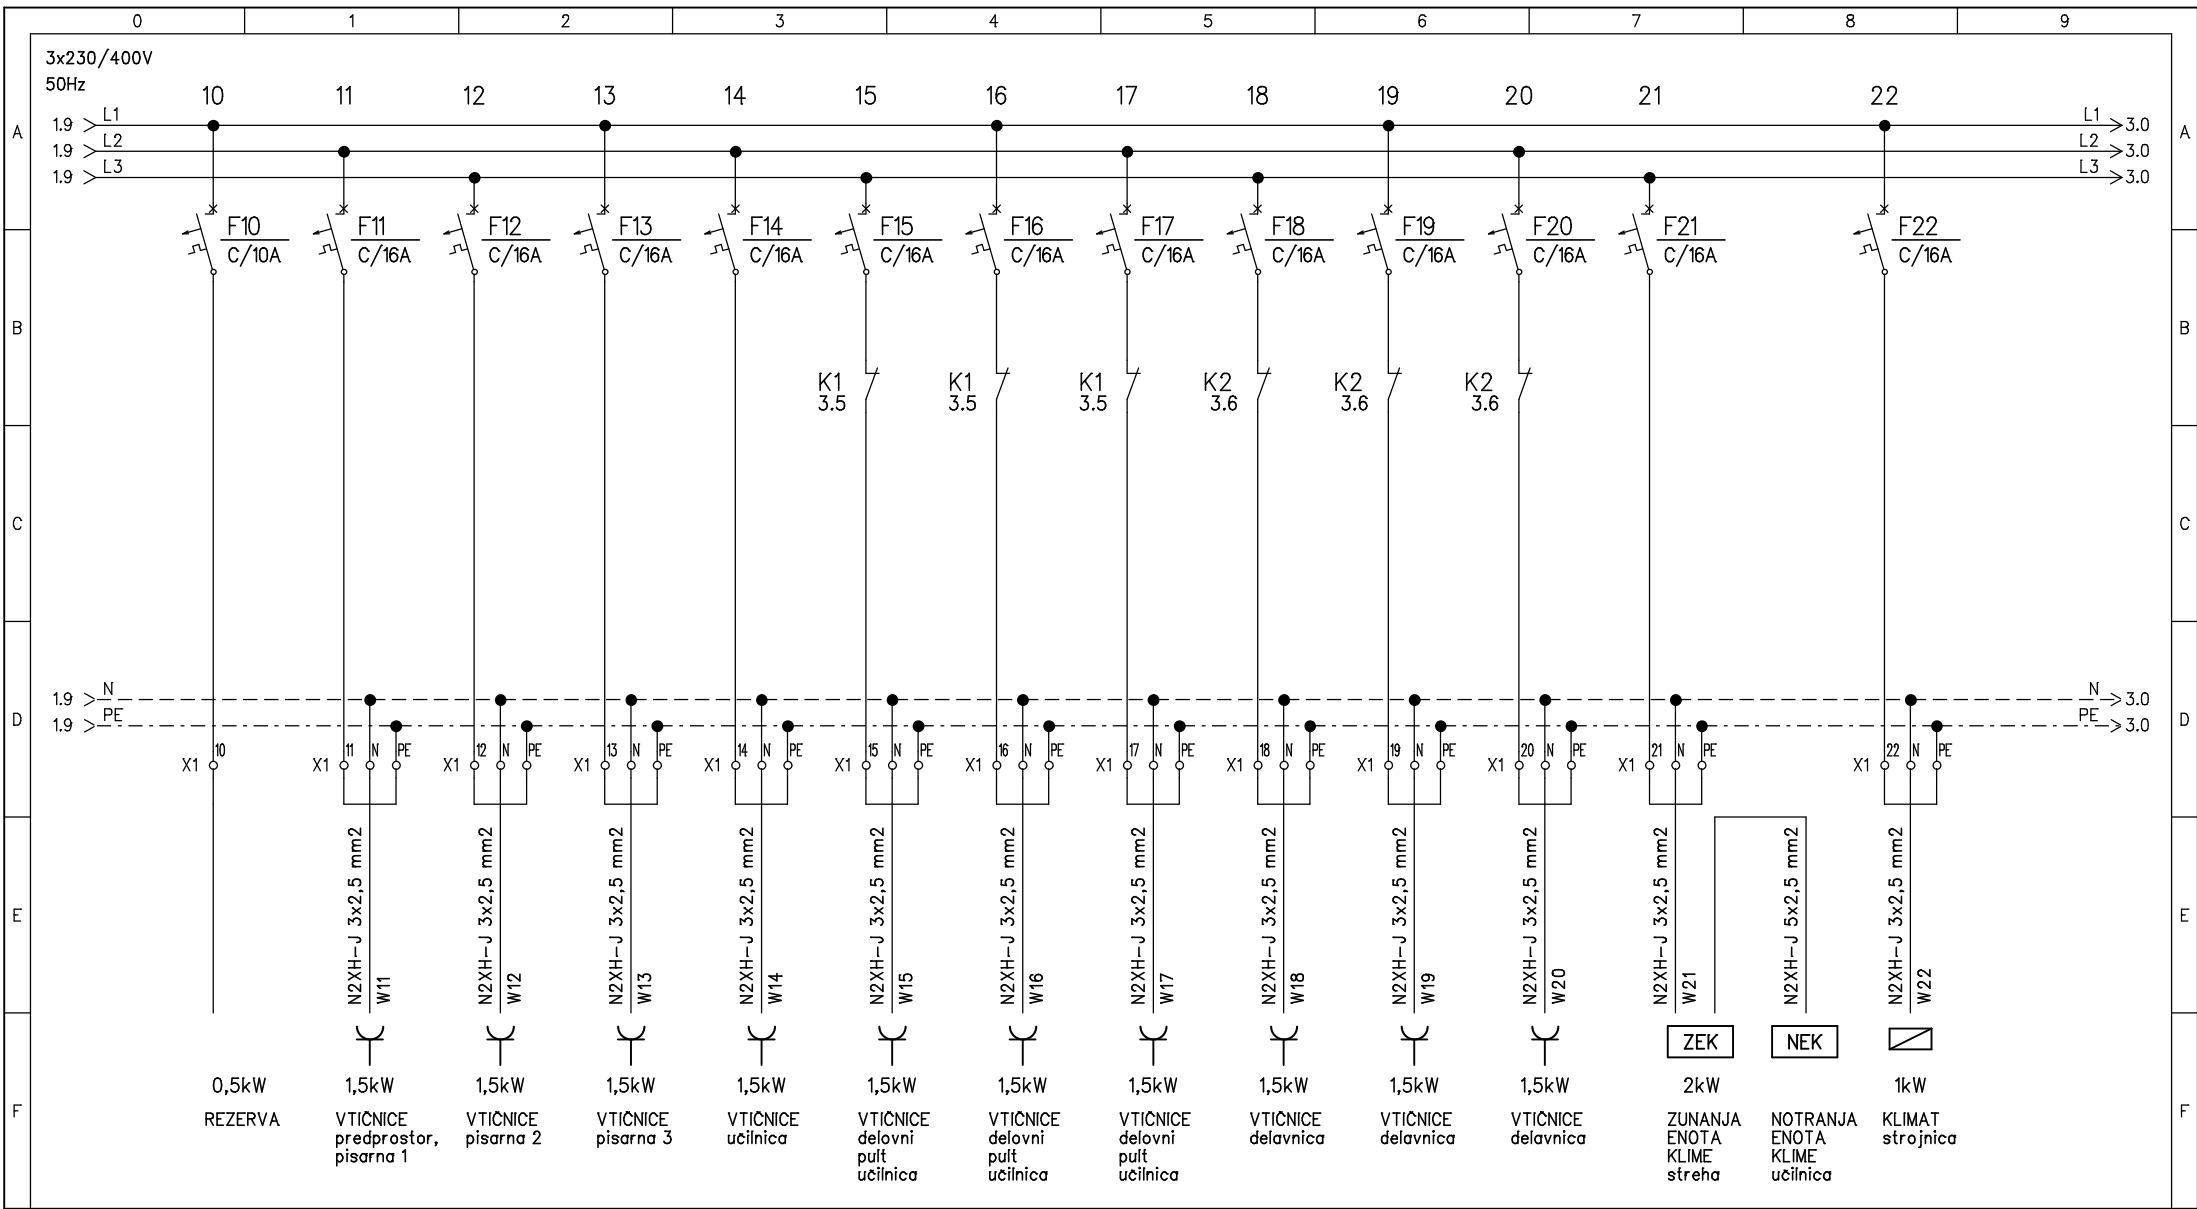 0 1 2 3 4 5 6 7 8 9
3x230/400V
50Hz
10 11 12 13 14 15 16 17 18 19 20 21 22
A 1.9 L1 L1 3.0 A
1.9 L2 L2 3.0
1.9 L3 L3 3.0
F10 F11 F12 F13 F14 F15 F16 F17 F18 F19 F20 F21 F22
C/10A C/16A C/16A C/16A C/16A C/16A C/16A C/16A C/16A C/16A C/16A C/16A C/16A
B B
K1 K1 K1 K2 K2 K2
3.5 3.5 3.5 3.6 3.6 3.6
C C
1.9 N N 3.0
D 1.9 PE PE 3.0 D
X1 10 X1 11 N PE X1 12 N PE X1 13 N PE X1 14 N PE X1 15 N PE X1 16 N PE X1 17 N PE X1 18 N PE X1 19 N PE X1 20 N PE X1 21 N PE X1 22 N PE
E E
N2XH-J 3x2,5 mm2
W11
N2XH-J 3x2,5 mm2
W12
N2XH-J 3x2,5 mm2
W13
N2XH-J 3x2,5 mm2
W14
N2XH-J 3x2,5 mm2
W15
N2XH-J 3x2,5 mm2
W16
N2XH-J 3x2,5 mm2
W17
N2XH-J 3x2,5 mm2
W18
N2XH-J 3x2,5 mm2
W19
N2XH-J 3x2,5 mm2
W20
N2XH-J 3x2,5 mm2
W21
N2XH-J 5x2,5 mm2
N2XH-J 3x2,5 mm2
W22
ZEK NEK
F F
0,5kW
REZERVA
1,5kW
VTIČNICE
predprostor,
pisarna 1
1,5kW
VTIČNICE
pisarna 2
1,5kW
VTIČNICE
pisarna 3
1,5kW
VTIČNICE
učilnica
1,5kW
VTIČNICE
delovni
pult
učilnica
1,5kW
VTIČNICE
delovni
pult
učilnica
1,5kW
VTIČNICE
delovni
pult
učilnica
1,5kW
VTIČNICE
delavnica
1,5kW
VTIČNICE
delavnica
1,5kW
VTIČNICE
delavnica
2kW
ZUNANJA
ENOTA
KLIME
streha
NOTRANJA
ENOTA
KLIME
učilnica
1kW
KLIMAT
strojnica